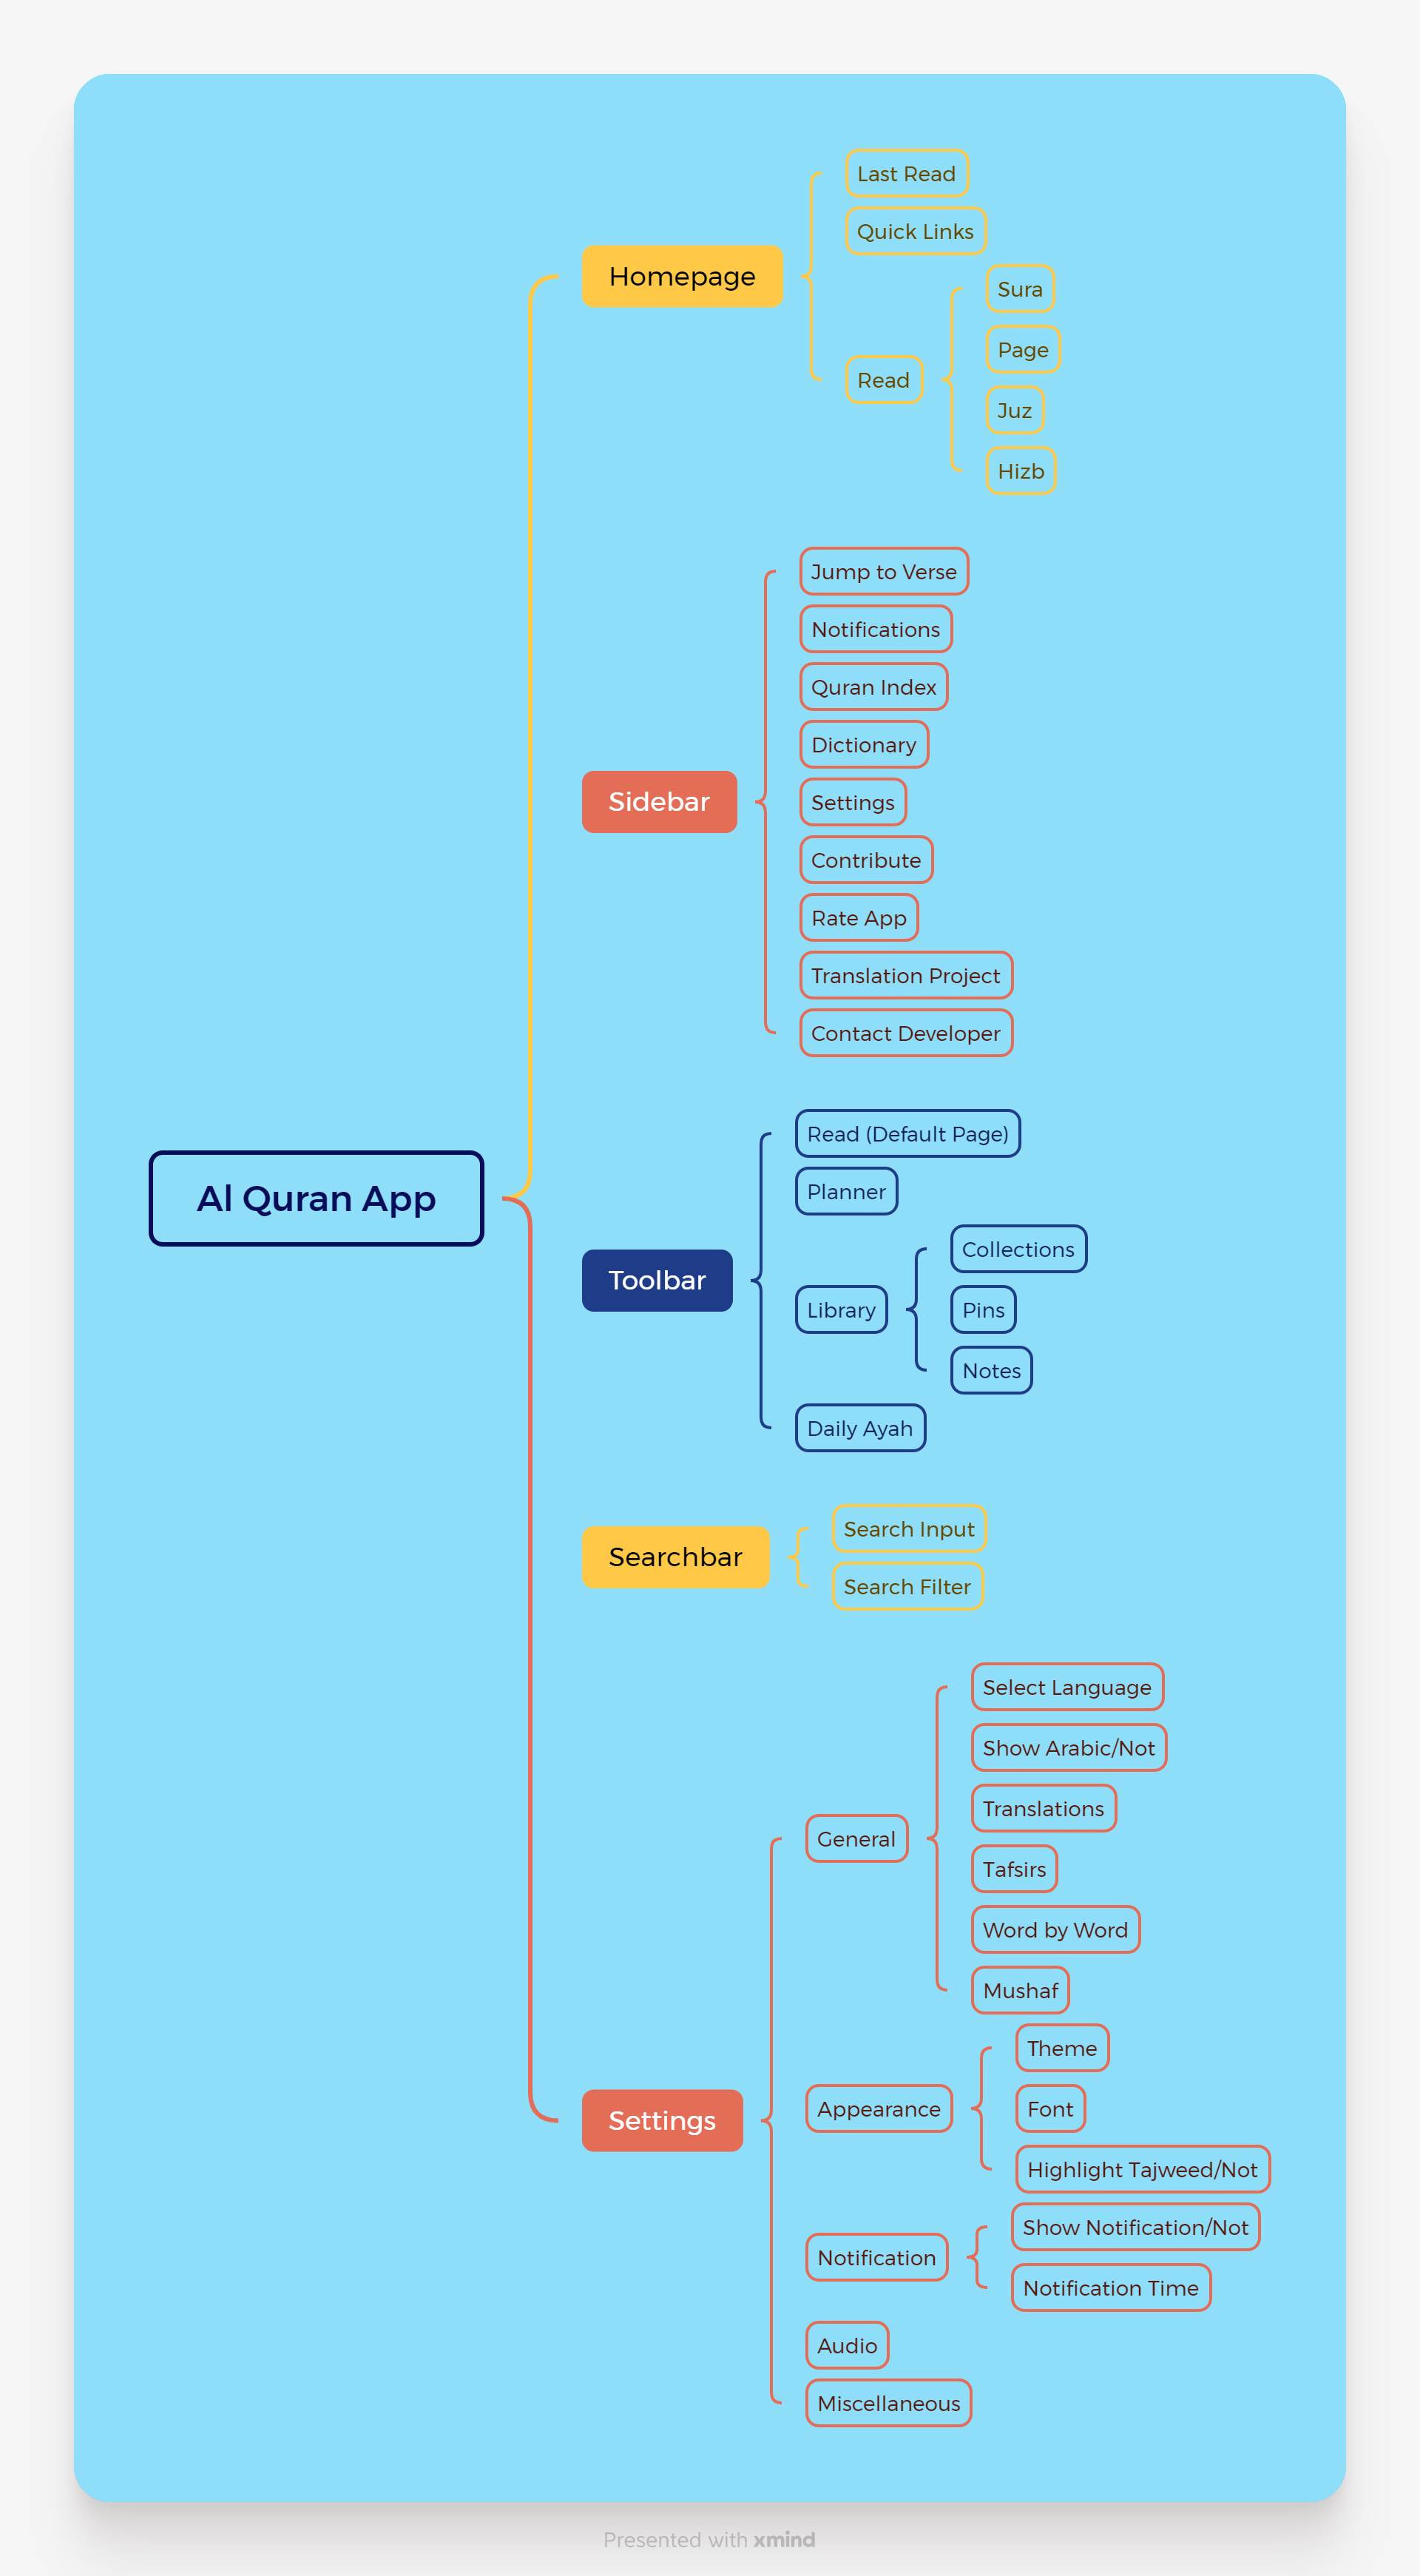 Al Quran App
Homepage
Last Read
Quick Links
Read
Sura
Page
Juz
Hizb
Sidebar
Jump to Verse
Notifications
Quran Index
Dictionary
Settings
Contribute
Rate App
Translation Project
Contact Developer
Toolbar
Read (Default Page)
Planner
Library
Collections
Pins
Notes
Daily Ayah
Searchbar
Search Input
Search Filter
Settings
General
Select Language
Show Arabic/Not
Translations
Tafsirs
Word by Word
Mushaf
Appearance
Theme
Font
Highlight Tajweed/Not
Notification
Show Notification/Not
Notification Time
Audio
Miscellaneous
Presented with xmind